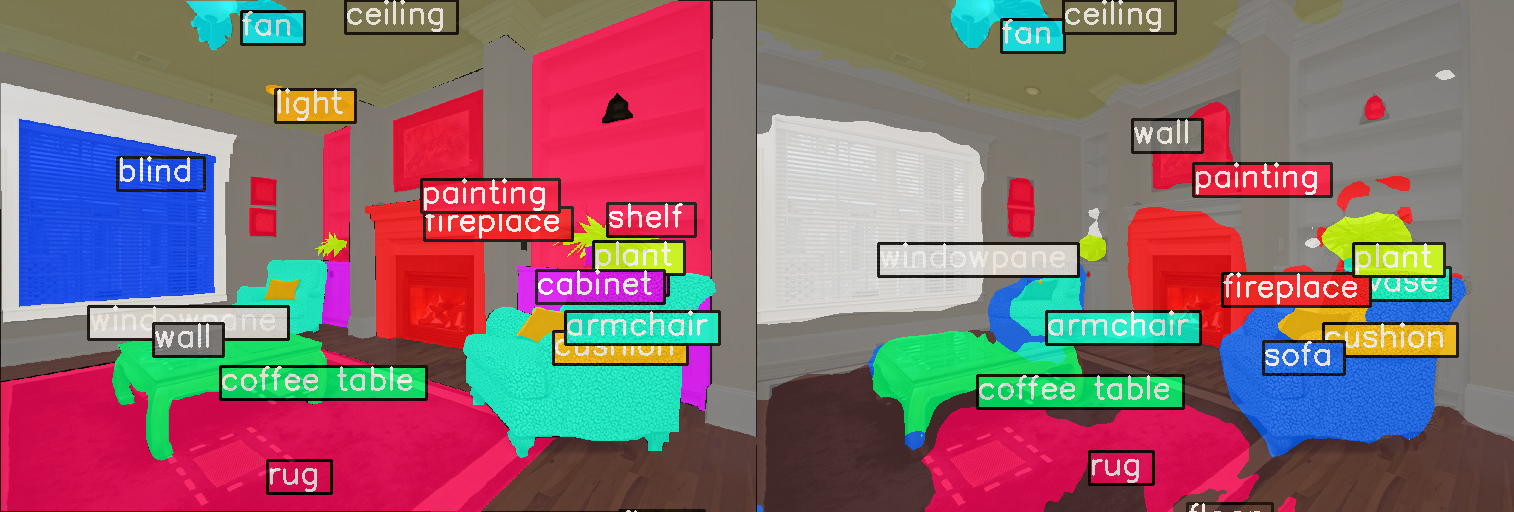 fan
ceiling
light
blind
painting
fireplace
shelf
plant
cabinet
windowpane
armchair
wall
cushion
coffee table
rug
fan
ceiling
wall
painting
windowpane
plant
fireplace
vase
armchair
cushion
sofa
coffee table
rug
floor